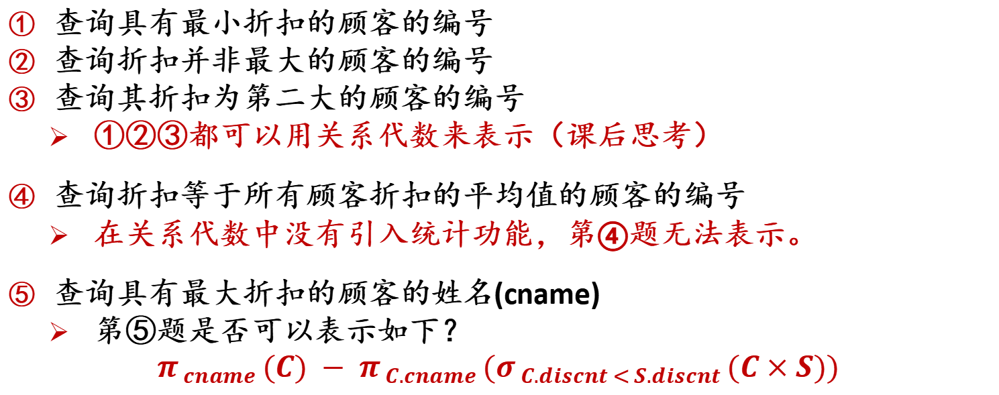 ① 查询具有最小折扣的顾客的编号
② 查询折扣并非最大的顾客的编号
③ 查询其折扣为第二大的顾客的编号
➢ ①②③都可以用关系代数来表示（课后思考）
④ 查询折扣等于所有顾客折扣的平均值的顾客的编号
➢ 在关系代数中没有引入统计功能，第④题无法表示。
⑤ 查询具有最大折扣的顾客的姓名(cname)
➢ 第⑤题是否可以表示如下？
π cname (C) − π C.cname (σ C.discnt < S.discnt (C × S))